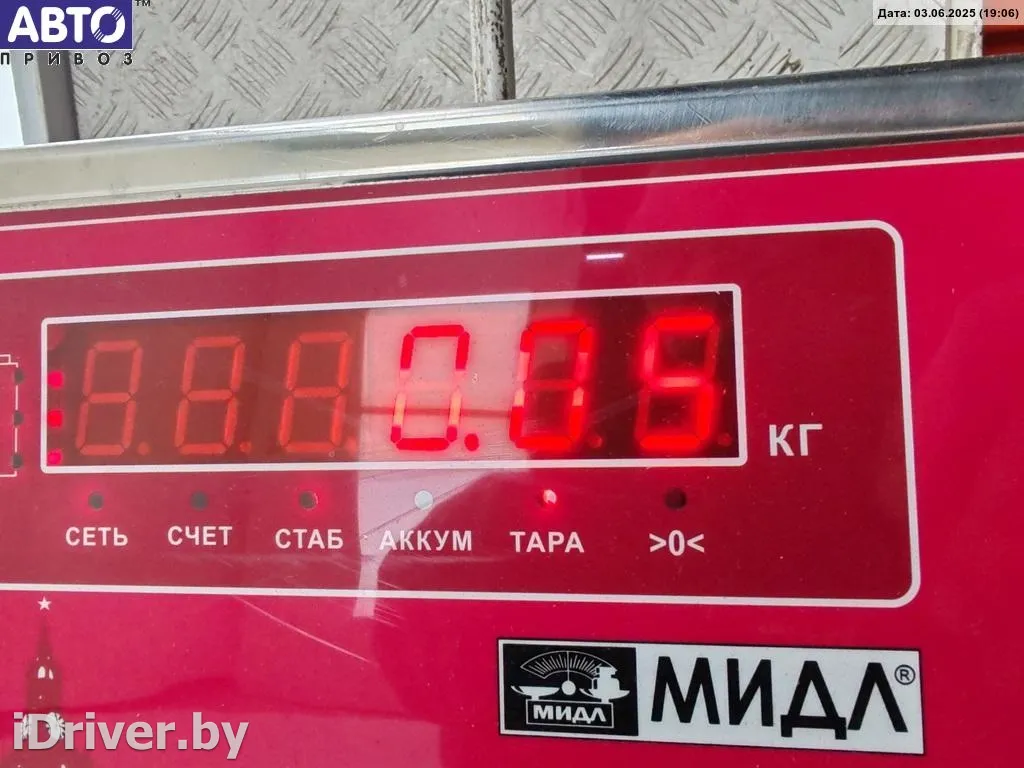 АВТО™
ПРИВОЗ
Дата: 03.06.2025 (19:06)
0.05
КГ
СЕТЬ СЧЕТ СТАБ АККУМ ТАРА >0<
МИДЛ
МИДЛ®
iDriver.by